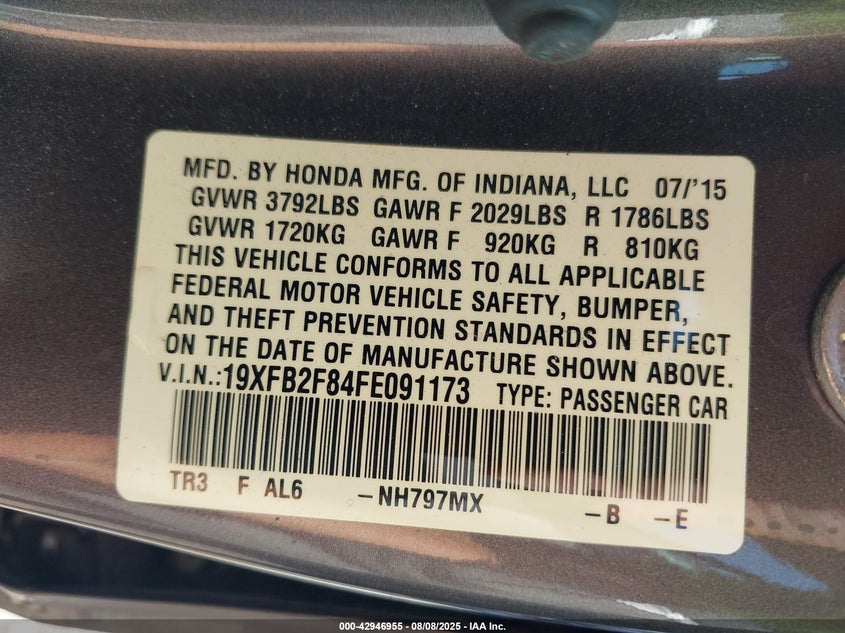 MFD. BY HONDA MFG. OF INDIANA, LLC 07/'15
GVWR 3792LBS GAWR F 2029LBS R 1786LBS
GVWR 1720KG GAWR F 920KG R 810KG
THIS VEHICLE CONFORMS TO ALL APPLICABLE
FEDERAL MOTOR VEHICLE SAFETY, BUMPER,
AND THEFT PREVENTION STANDARDS IN EFFECT
ON THE DATE OF MANUFACTURE SHOWN ABOVE.
V.I.N.:19XFB2F84FE091173 TYPE: PASSENGER CAR
TR3 F AL6 -NH797MX -B -E
000-42946955 - 08/08/2025 - IAA Inc.